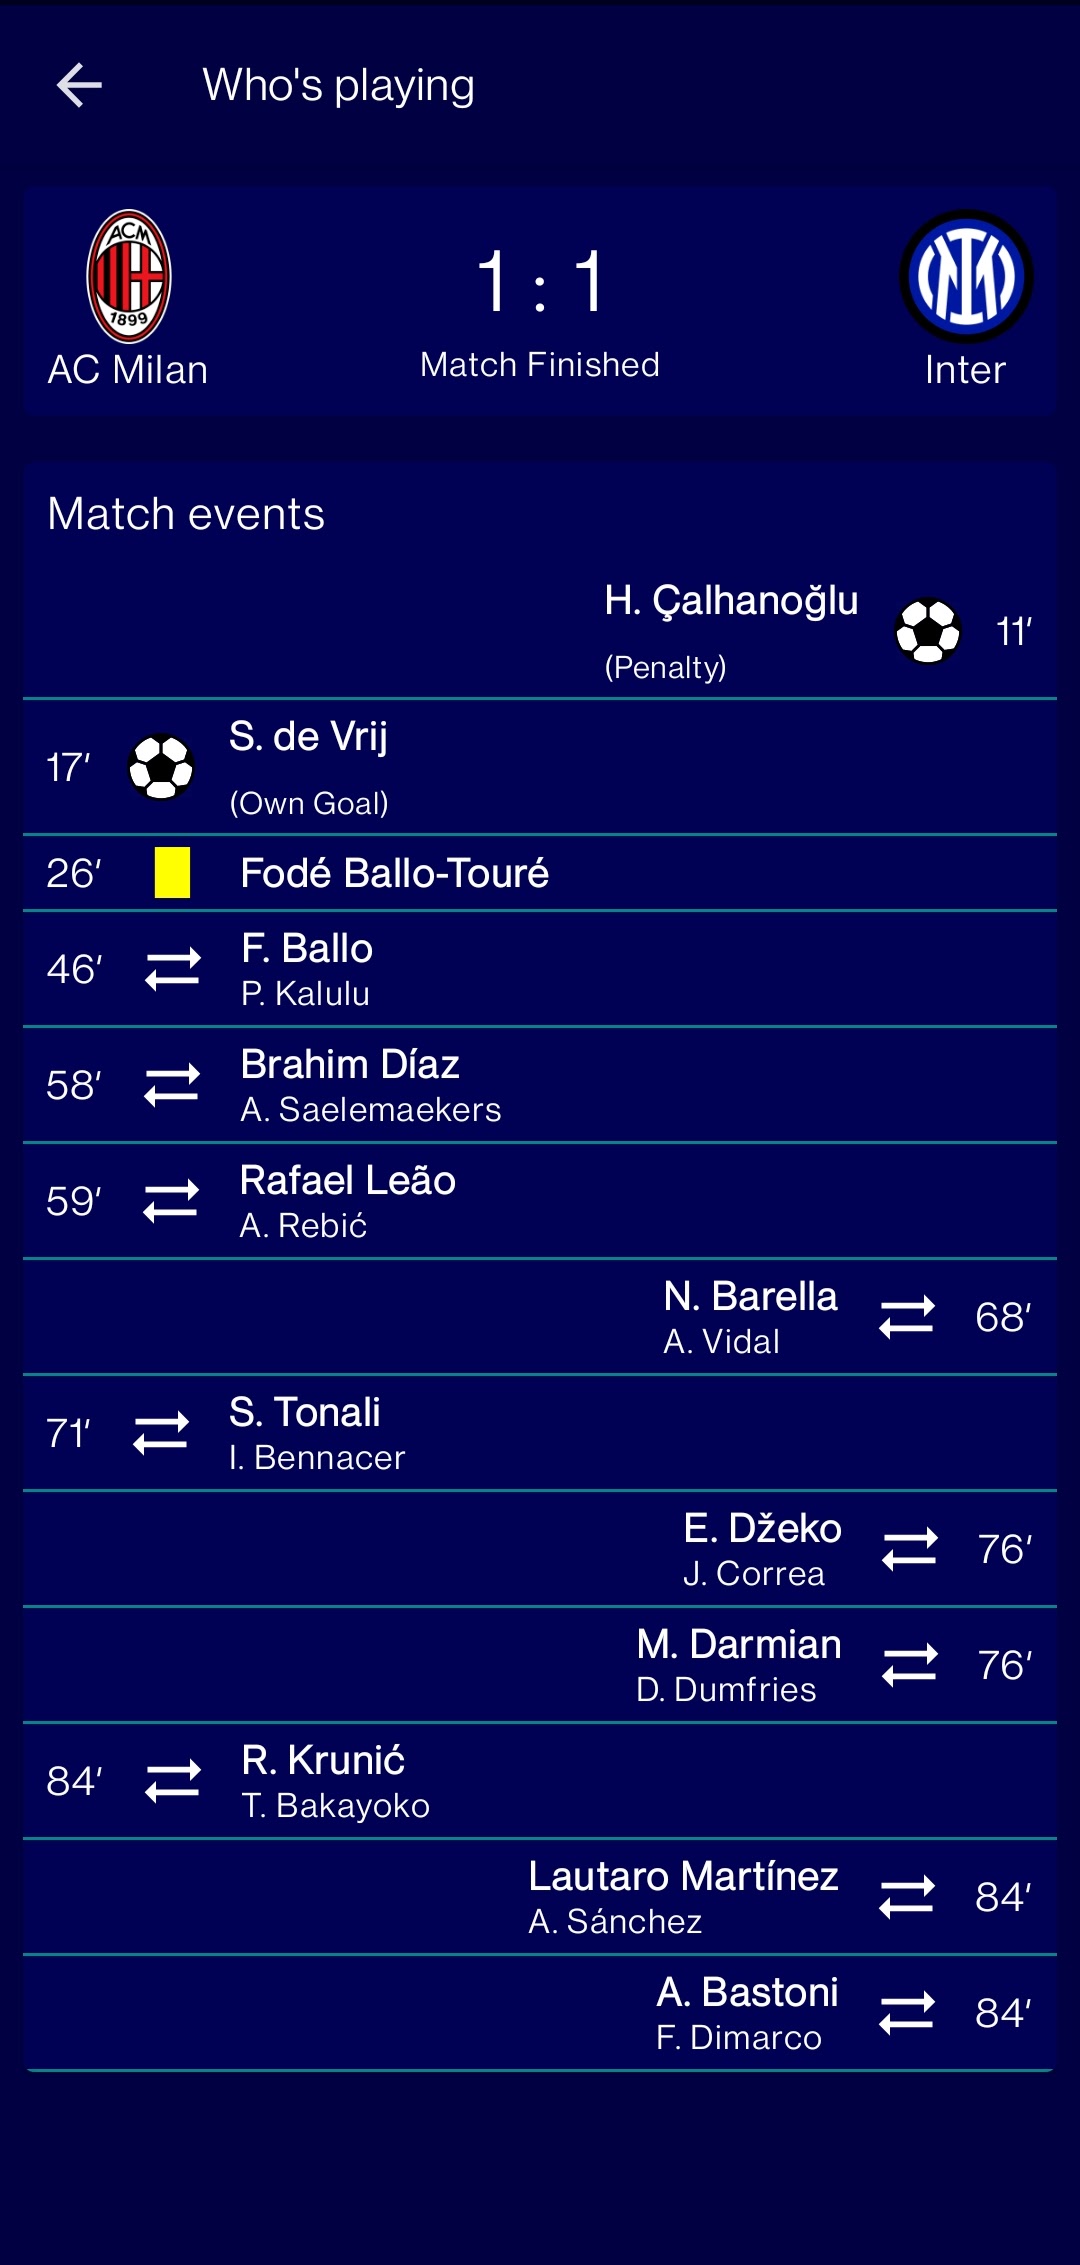 Who's playing
ACM
1899
AC Milan
1 : 1
Match Finished
Inter
Match events
H. Çalhanoğlu
(Penalty)
11'
17'
S. de Vrij
(Own Goal)
26'
Fodé Ballo-Touré
46'
F. Ballo
P. Kalulu
58'
Brahim Díaz
A. Saelemaekers
59'
Rafael Leão
A. Rebić
N. Barella
A. Vidal
68'
71'
S. Tonali
I. Bennacer
E. Džeko
J. Correa
76'
M. Darmian
D. Dumfries
76'
84'
R. Krunić
T. Bakayoko
Lautaro Martínez
A. Sánchez
84'
A. Bastoni
F. Dimarco
84'